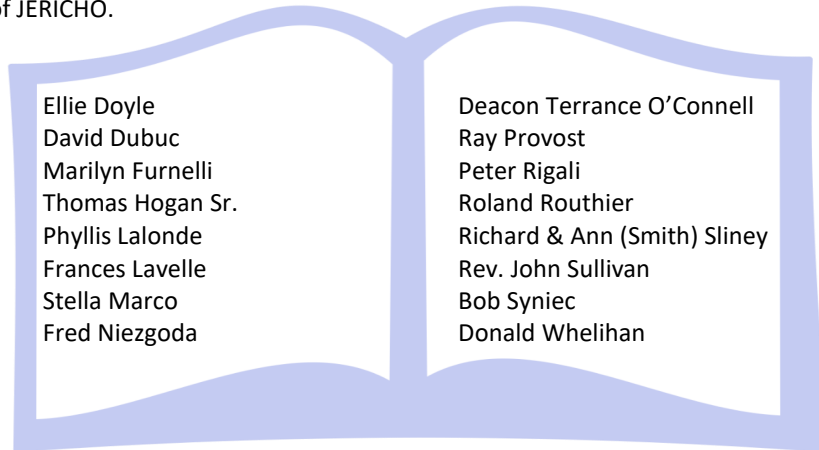 of JERICHO.
Ellie Doyle
David Dubuc
Marilyn Furnelli
Thomas Hogan Sr.
Phyllis Lalonde
Frances Lavelle
Stella Marco
Fred Niezgoda
Deacon Terrance O’Connell
Ray Provost
Peter Rigali
Roland Routhier
Richard & Ann (Smith) Sliney
Rev. John Sullivan
Bob Syniec
Donald Whelihan